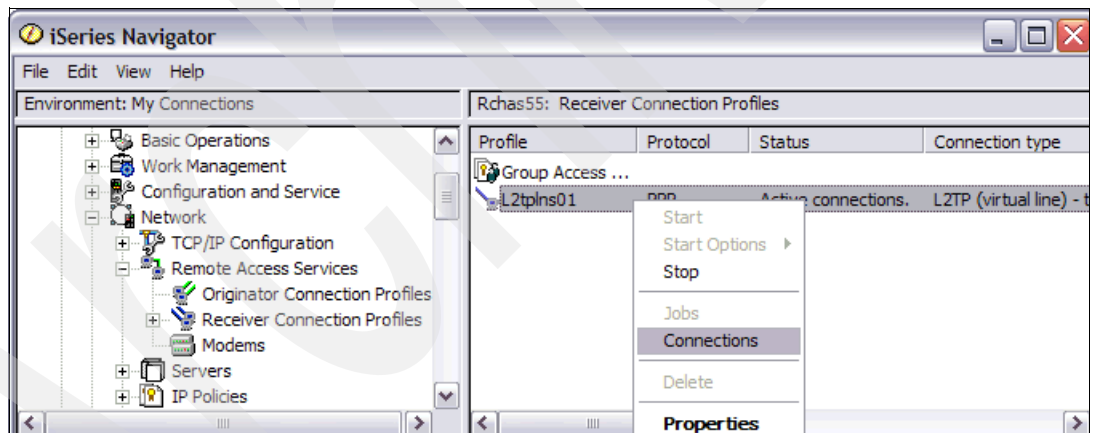 iSeries Navigator
File Edit View Help
Environment: My Connections
Rchas55: Receiver Connection Profiles
Basic Operations
Work Management
Configuration and Service
Network
TCP/IP Configuration
Remote Access Services
Originator Connection Profiles
Receiver Connection Profiles
Modems
Servers
IP Policies
Profile Protocol Status Connection type
Group Access ...
L2tplns01 PPP Active connections. L2TP (virtual line) - t
Start
Start Options
Stop
Jobs
Connections
Delete
Properties